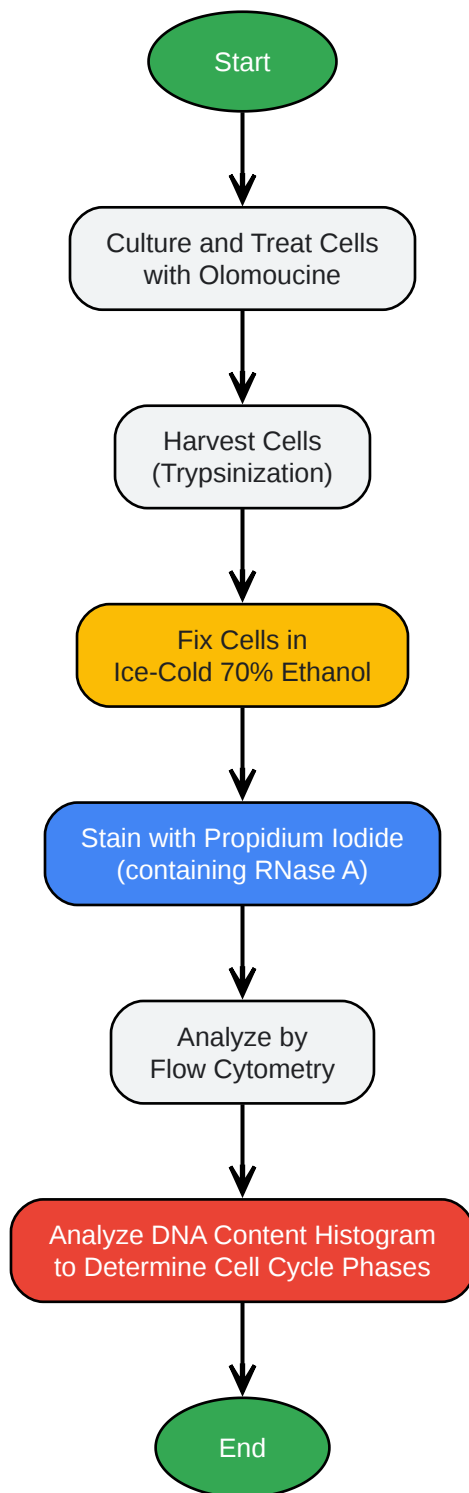 Start
Culture and Treat Cells
with Olomoucine
Harvest Cells
(Trypsinization)
Fix Cells in
Ice-Cold 70% Ethanol
Stain with Propidium Iodide
(containing RNase A)
Analyze by
Flow Cytometry
Analyze DNA Content Histogram
to Determine Cell Cycle Phases
End